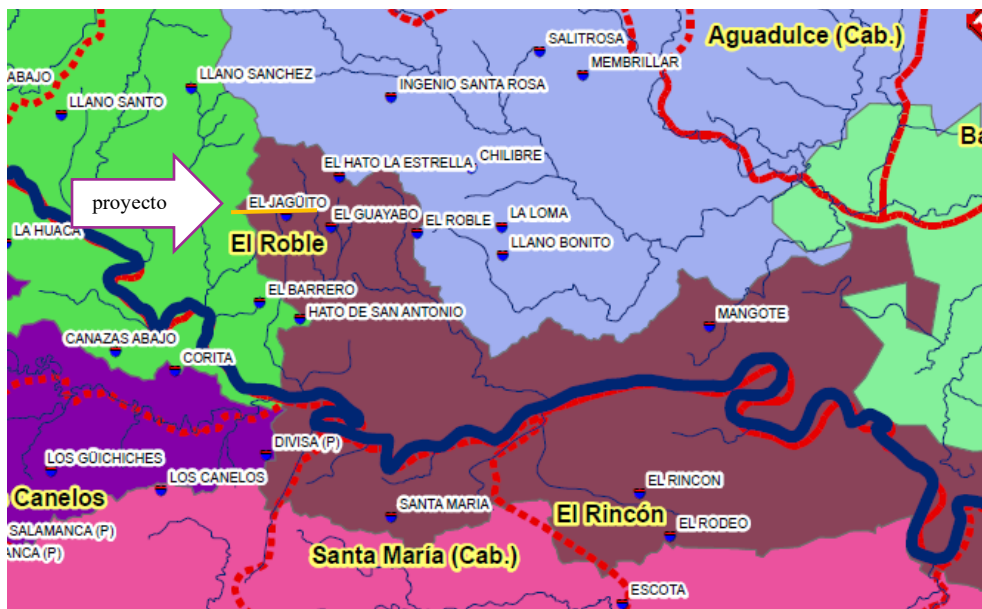 SALITROSA
Aguadulce (Cab.)
MEMBRILLAR
ABAJO
LLANO SANCHEZ
INGENIO SANTA ROSA
LLANO SANTO
Ba
CHILIBRE
EL HATO LA ESTRELLA
proyecto
EL JAGÜITO
EL GUAYABO
EL ROBLE
LA LOMA
LA HUACA
El Roble
LLANO BONITO
EL BARRERO
HATO DE SAN ANTONIO
MANGOTE
CANAZAS ABAJO
CORITA
DIVISA (P)
LOS GÜICHICHES
LOS CANELOS
EL RINCON
Canelos
SANTA MARIA
El Rincón
EL RODEO
SALAMANCA (P)
ANCA (P)
Santa María (Cab.)
ESCOTA